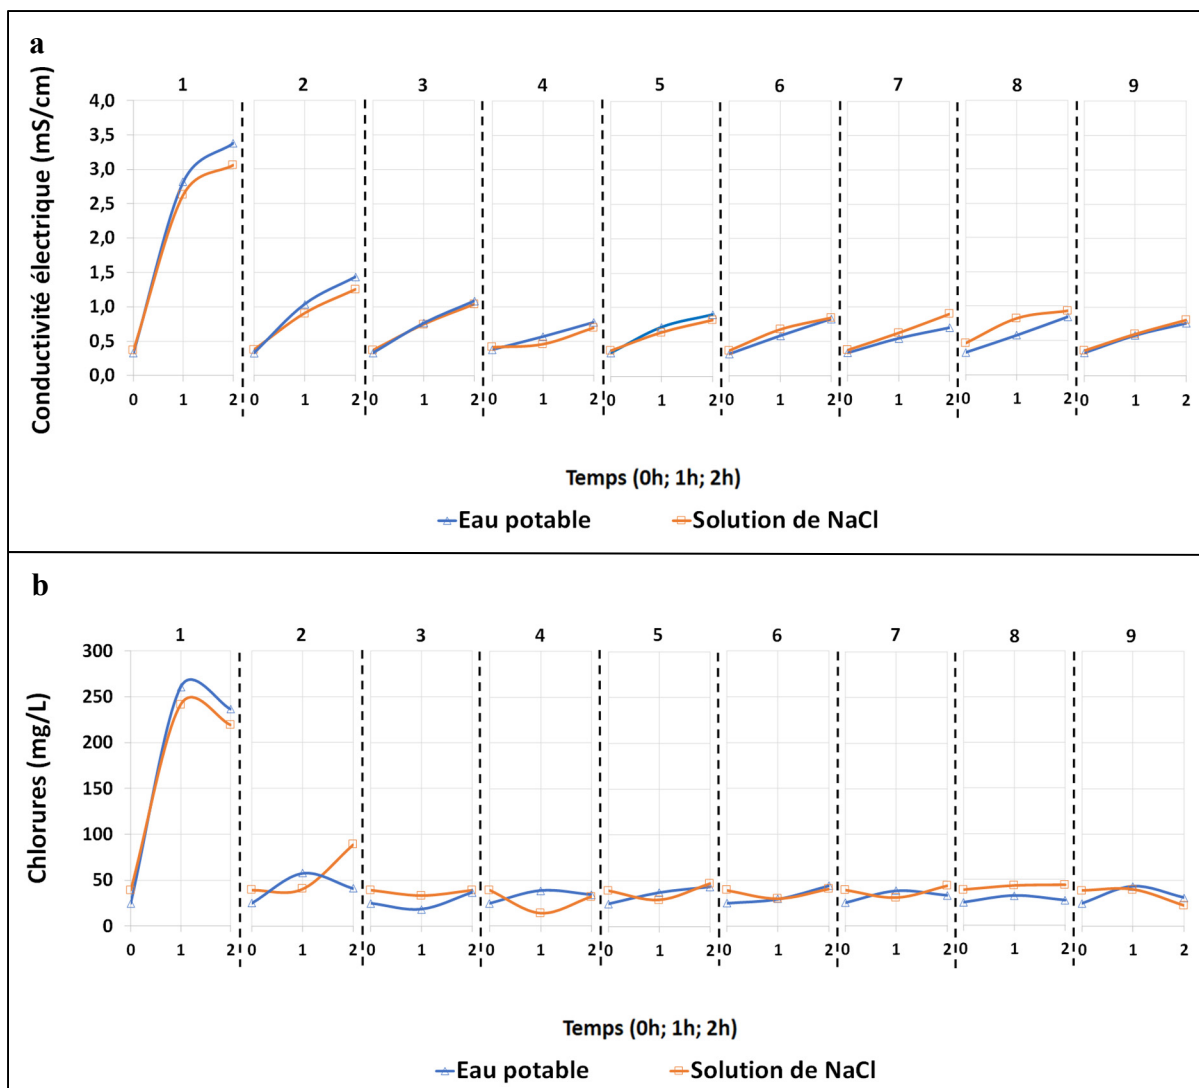 a
1 2 3 4 5 6 7 8 9
Conductivité électrique (mS/cm)
4,0
3,5
3,0
2,5
2,0
1,5
1,0
0,5
0,0
0 1 2 0 1 2 0 1 2 0 1 2 0 1 2 0 1 2 0 1 2 0 1 2 0 1 2
Temps (0h; 1h; 2h)
Eau potable Solution de NaCl
b
1 2 3 4 5 6 7 8 9
Chlorures (mg/L)
300
250
200
150
100
50
0
0 1 2 0 1 2 0 1 2 0 1 2 0 1 2 0 1 2 0 1 2 0 1 2 0 1 2
Temps (0h; 1h; 2h)
Eau potable Solution de NaCl